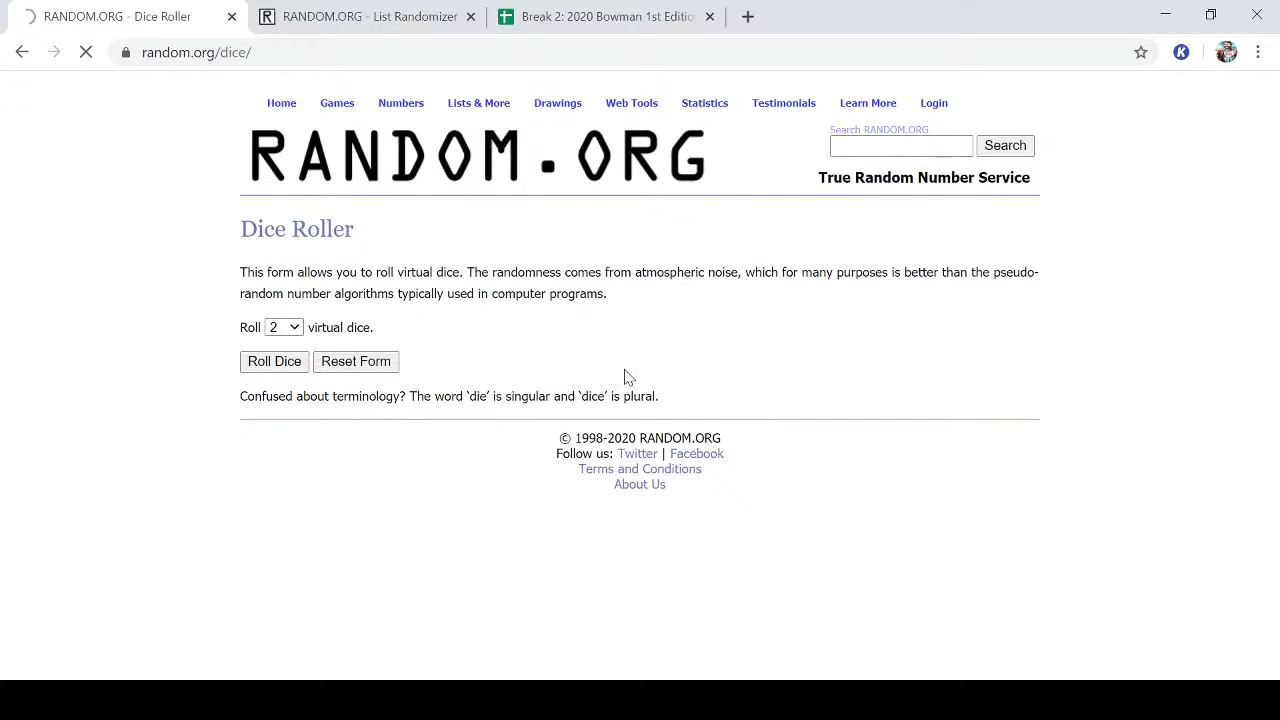 RANDOM.ORG - Dice Roller
RANDOM.ORG - List Randomizer
Break 2: 2020 Bowman 1st Editio
random.org/dice/
K
Home Games Numbers Lists & More Drawings Web Tools Statistics Testimonials Learn More Login
RANDOM.ORG
Search RANDOM.ORG
Search
True Random Number Service
Dice Roller
This form allows you to roll virtual dice. The randomness comes from atmospheric noise, which for many purposes is better than the pseudo-
random number algorithms typically used in computer programs.
Roll 2 virtual dice.
Roll Dice Reset Form
Confused about terminology? The word ‘die’ is singular and ‘dice’ is plural.
© 1998-2020 RANDOM.ORG
Follow us: Twitter | Facebook
Terms and Conditions
About Us